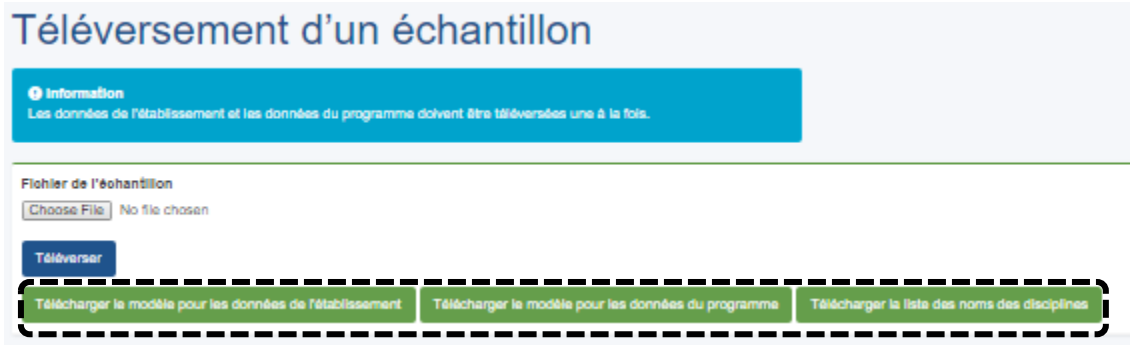 Téléversement d'un échantillon
Information
Les données de l'établissement et les données du programme doivent être téléversées une à la fois.
Fichier de l'échantillon
Choose File No file chosen
Téléverser
Télécharger le modèle pour les données de l'établissement Télécharger le modèle pour les données du programme Télécharger la liste des noms des disciplines